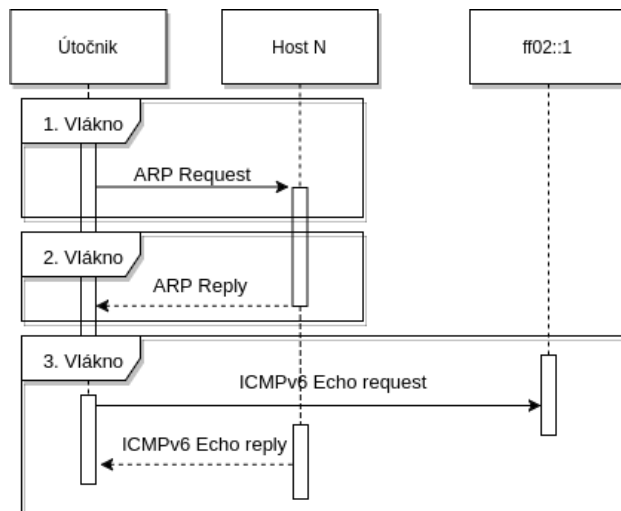 Útočnik
Host N
ff02::1
1. Vlákno
ARP Request
2. Vlákno
ARP Reply
3. Vlákno
ICMPv6 Echo request
ICMPv6 Echo reply